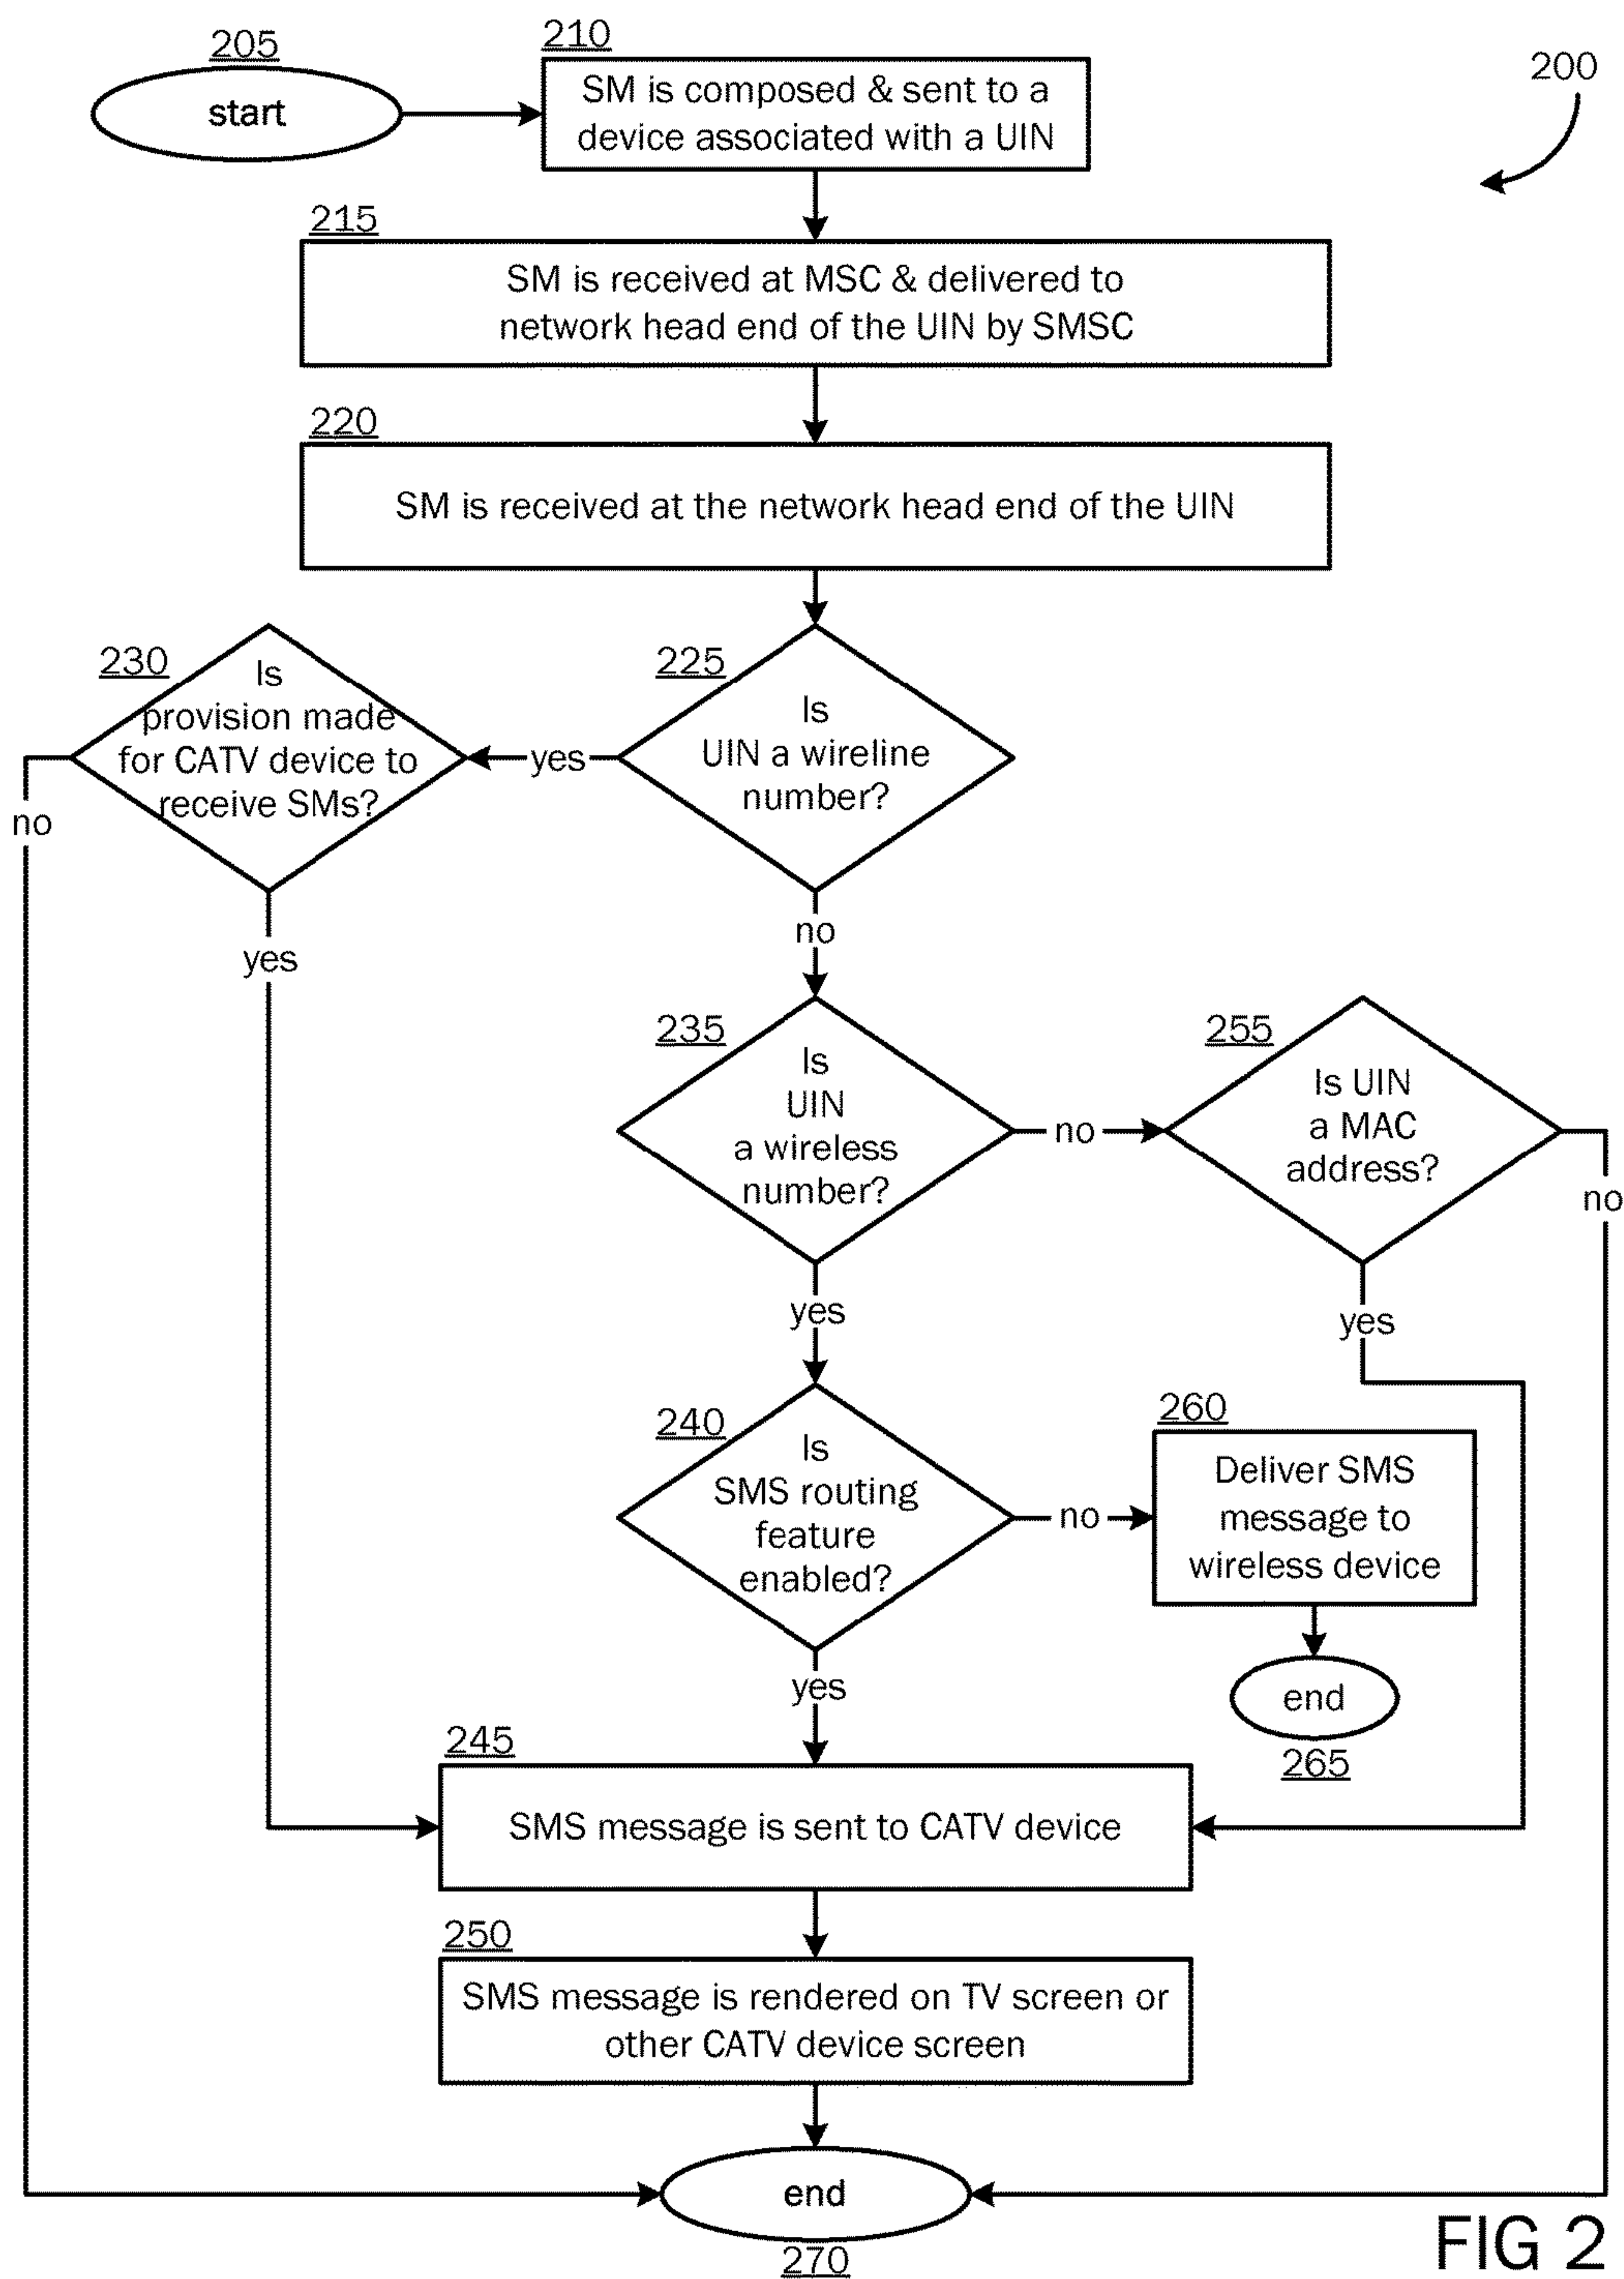 205
start
210
SM is composed & sent to a
device associated with a UIN
200
215
SM is received at MSC & delivered to
network head end of the UIN by SMSC
220
SM is received at the network head end of the UIN
230
Is
provision made
for CATV device to
receive SMs?
225
Is
UIN a wireline
number?
yes
no
yes
no
235
Is
UIN
a wireless
number?
no
255
Is UIN
a MAC
address?
no
yes
yes
240
Is
SMS routing
feature
enabled?
no
260
Deliver SMS
message to
wireless device
end
265
yes
245
SMS message is sent to CATV device
250
SMS message is rendered on TV screen or
other CATV device screen
end
270
FIG 2